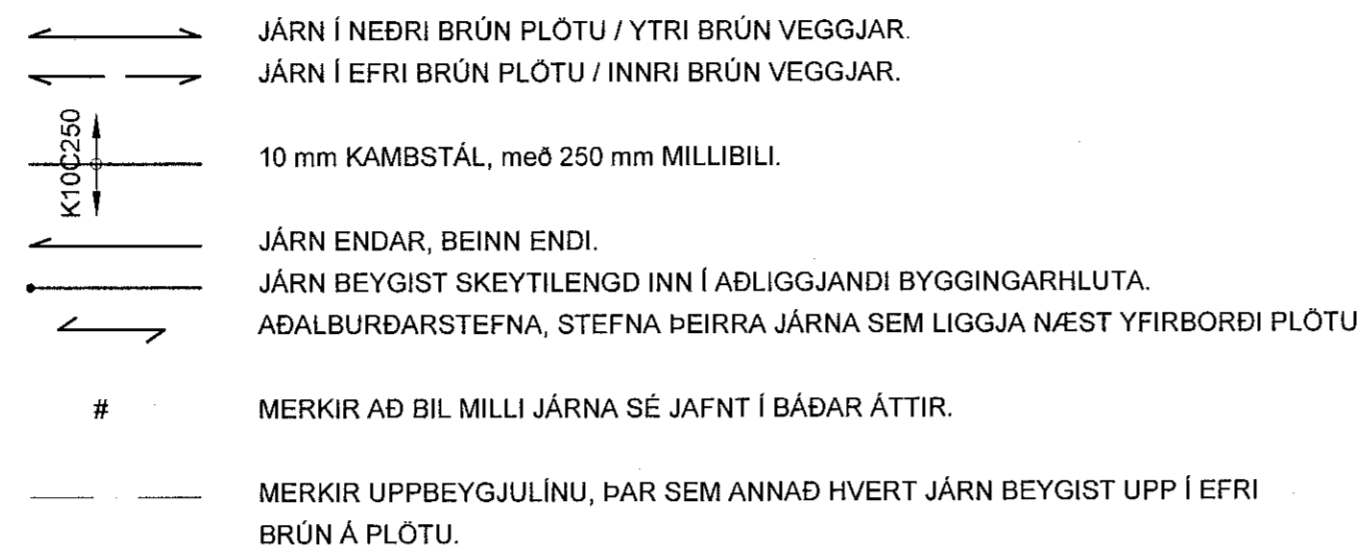 JÁRN Í NEÐRI BRÚN PLÖTU / YTRI BRÚN VEGGJAR.
JÁRN Í EFRI BRÚN PLÖTU / INNRI BRÚN VEGGJAR.
K10C250
10 mm KAMBSTÁL, með 250 mm MILLIBILI.
JÁRN ENDAR, BEINN ENDI.
JÁRN BEYGIST SKEYTILENGD INN Í AÐLIGGJANDI BYGGINGARHLUTA.
AÐALBURÐARSTEFNA, STEFNA ÞEIRRA JÁRNA SEM LIGGJA NÆST YFIRBORÐI PLÖTU
# MERKIR AÐ BIL MILLI JÁRNA SÉ JAFNT Í BÁÐAR ÁTTIR.
MERKIR UPPBEYGJULÍNU, ÞAR SEM ANNAÐ HVERT JÁRN BEYGIST UPP Í EFRI
BRÚN Á PLÖTU.